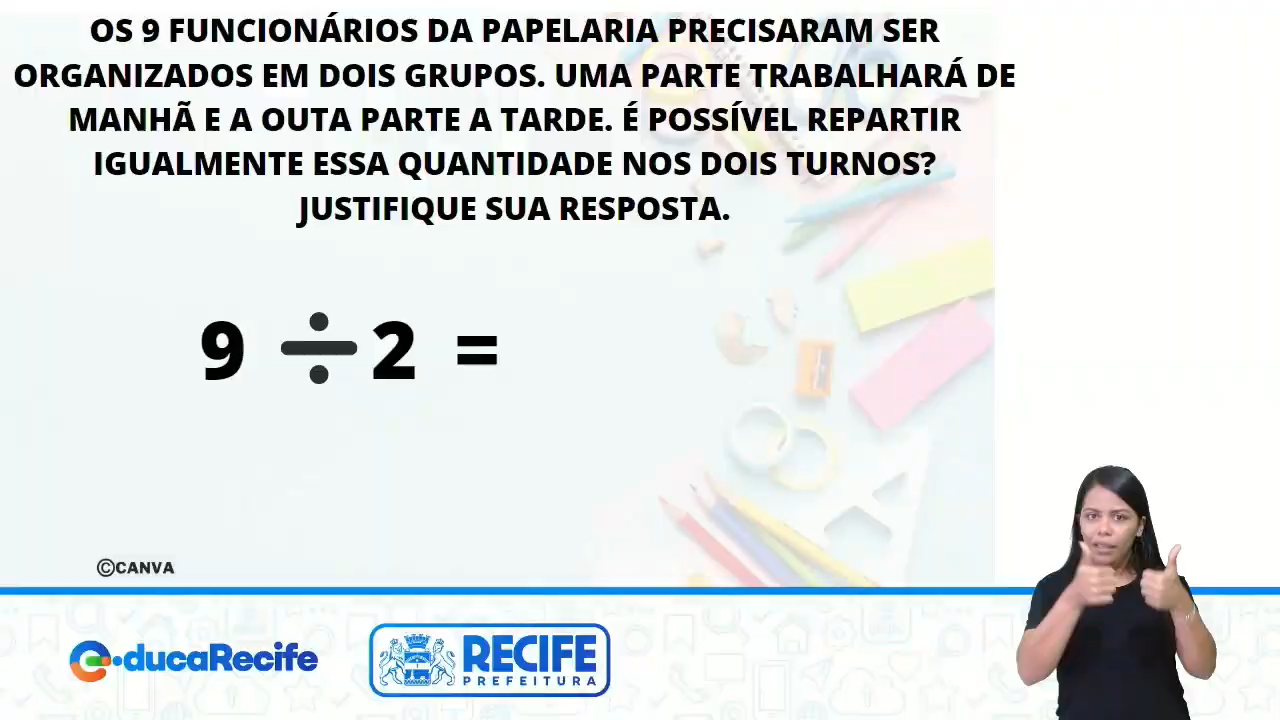 OS 9 FUNCIONÁRIOS DA PAPELARIA PRECISARAM SER
ORGANIZADOS EM DOIS GRUPOS. UMA PARTE TRABALHARÁ DE
MANHÃ E A OUTA PARTE A TARDE. É POSSÍVEL REPARTIR
IGUALMENTE ESSA QUANTIDADE NOS DOIS TURNOS?
JUSTIFIQUE SUA RESPOSTA.
9 ÷ 2 =
©CANVA
EducaRecife
RECIFE
PREFEITURA